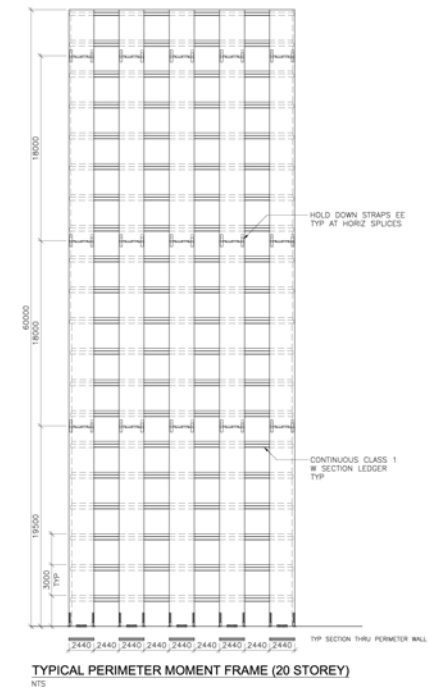 18000
HOLD DOWN STRAPS EE
TYP AT HORIZ SPLICES
60000
18000
CONTINUOUS CLASS 1
W SECTION LEDGER
TYP
19500
3000
TYP
TYP SECTION THRU PERIMETER WALL
2440 2440 2440 2440 2440 2440 2440 2440 2440
TYPICAL PERIMETER MOMENT FRAME (20 STOREY)
NTS